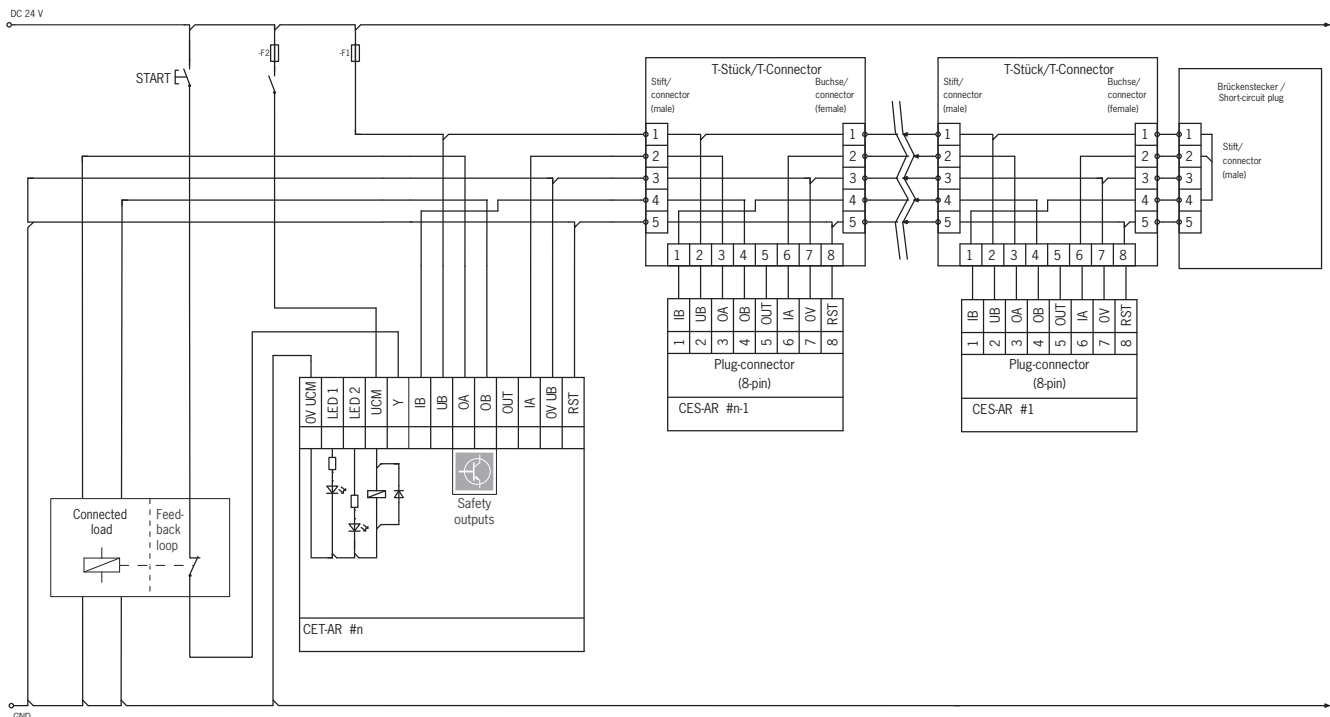 DC 24 V
START
-F2
-F1
T-Stück/T-Connector
Stift/
connector
(male)
Buchse/
connector
(female)
1 1
2 2
3 3
4 4
5 5
1 2 3 4 5 6 7 8
IB UB OA OB OUT IA 0V RST
1 2 3 4 5 6 7 8
Plug-connector
(8-pin)
CES-AR #n-1
T-Stück/T-Connector
Stift/
connector
(male)
Buchse/
connector
(female)
1 1
2 2
3 3
4 4
5 5
1 2 3 4 5 6 7 8
IB UB OA OB OUT IA 0V RST
1 2 3 4 5 6 7 8
Plug-connector
(8-pin)
CES-AR #1
Brückenstecker /
Short-circuit plug
1
2
3
4
5
Stift/
connector
(male)
0V UCM LED 1 LED 2 UCM Y IB UB OA OB OUT IA 0V UB RST
Safety
outputs
CET-AR #n
Connected
load
Feed-
back
loop
GND